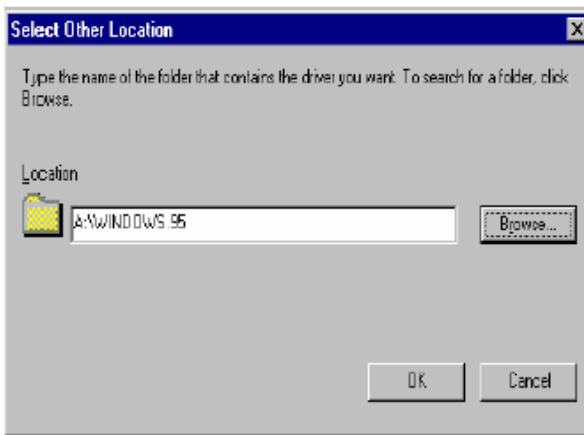 Select Other Location
Type the name of the folder that contains the driver you want. To search for a folder, click
Browse.
Location
A:\WINDOWS.95
Browse...
OK
Cancel